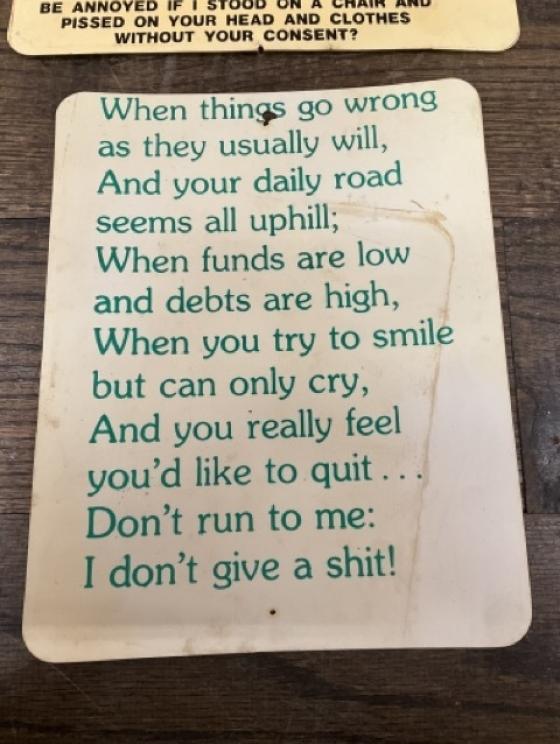 BE ANNOYED IF I STOOD ON A CHAIR AND
PISSED ON YOUR HEAD AND CLOTHES
WITHOUT YOUR CONSENT?
When things go wrong
as they usually will,
And your daily road
seems all uphill;
When funds are low
and debts are high,
When you try to smile
but can only cry,
And you really feel
you'd like to quit . . .
Don't run to me:
I don't give a shit!